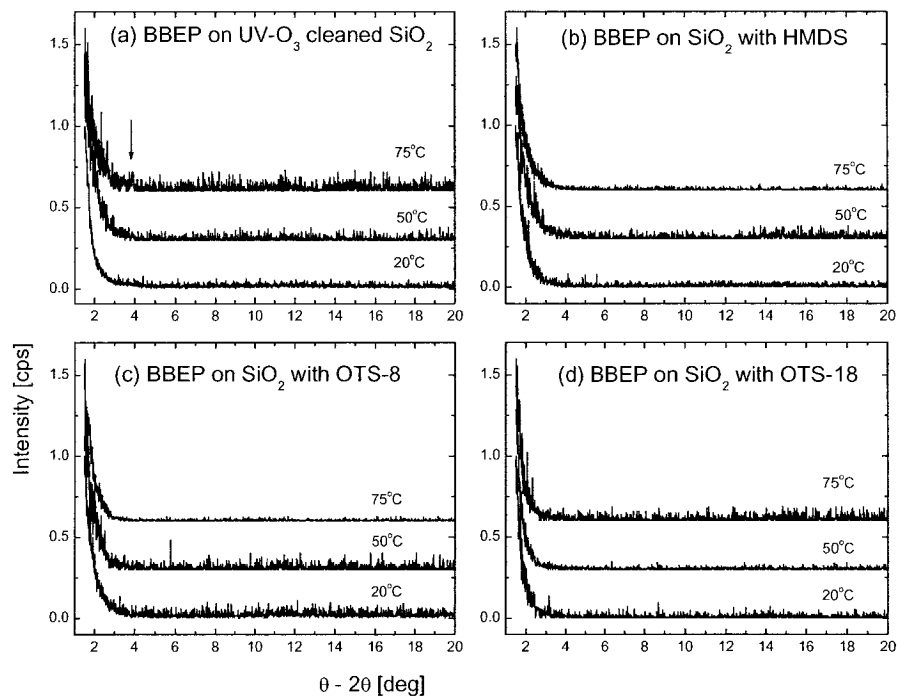 (a) BBEP on UV-O₃ cleaned SiO₂
1.5
1.0
0.5
0.0
75°C
50°C
20°C
2 4 6 8 10 12 14 16 18 20
(b) BBEP on SiO₂ with HMDS
1.5
1.0
0.5
0.0
75°C
50°C
20°C
2 4 6 8 10 12 14 16 18 20
Intensity [cps]
(c) BBEP on SiO₂ with OTS-8
1.5
1.0
0.5
0.0
75°C
50°C
20°C
2 4 6 8 10 12 14 16 18 20
(d) BBEP on SiO₂ with OTS-18
1.5
1.0
0.5
0.0
75°C
50°C
20°C
2 4 6 8 10 12 14 16 18 20
θ - 2θ [deg]